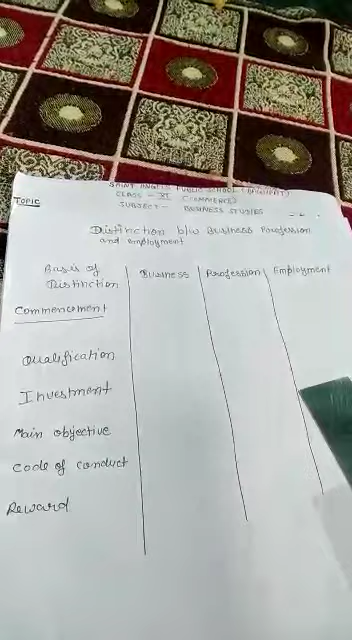 SAINT ANGEL'S PUBLIC SCHOOL
CLASS - XI (COMMERCE)
SUBJECT - BUSINESS STUDIES
TOPIC
Distinction b/w Business Profession
and employment
Basis of Distinction | Business | Profession | Employment
Commencement
Qualification
Investment
Main objective
Code of conduct
Reward